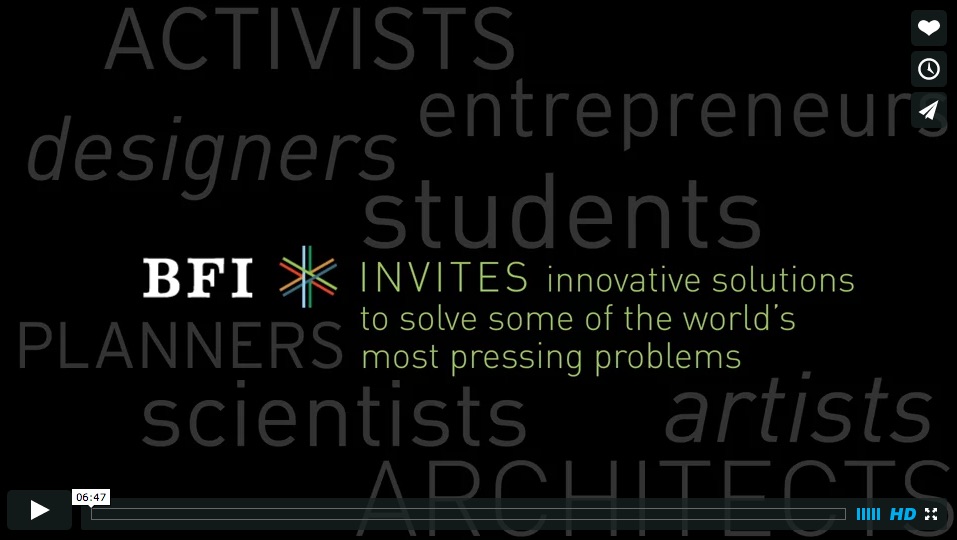 ACTIVISTS
entrepreneurs
designers
students
BFI INVITES innovative solutions
to solve some of the world's
most pressing problems
PLANNERS
scientists
artists
ARCHITECTS
06:47
HD